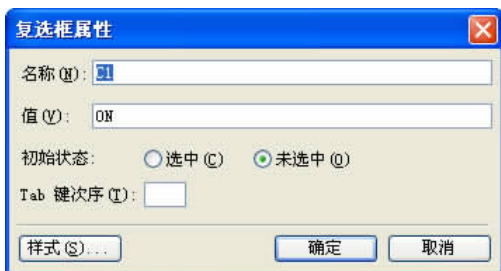 复选框属性
名称(N): C1
值(V): ON
初始状态: 选中(C) 未选中(O)
Tab 键次序(T):
样式(S)... 确定 取消